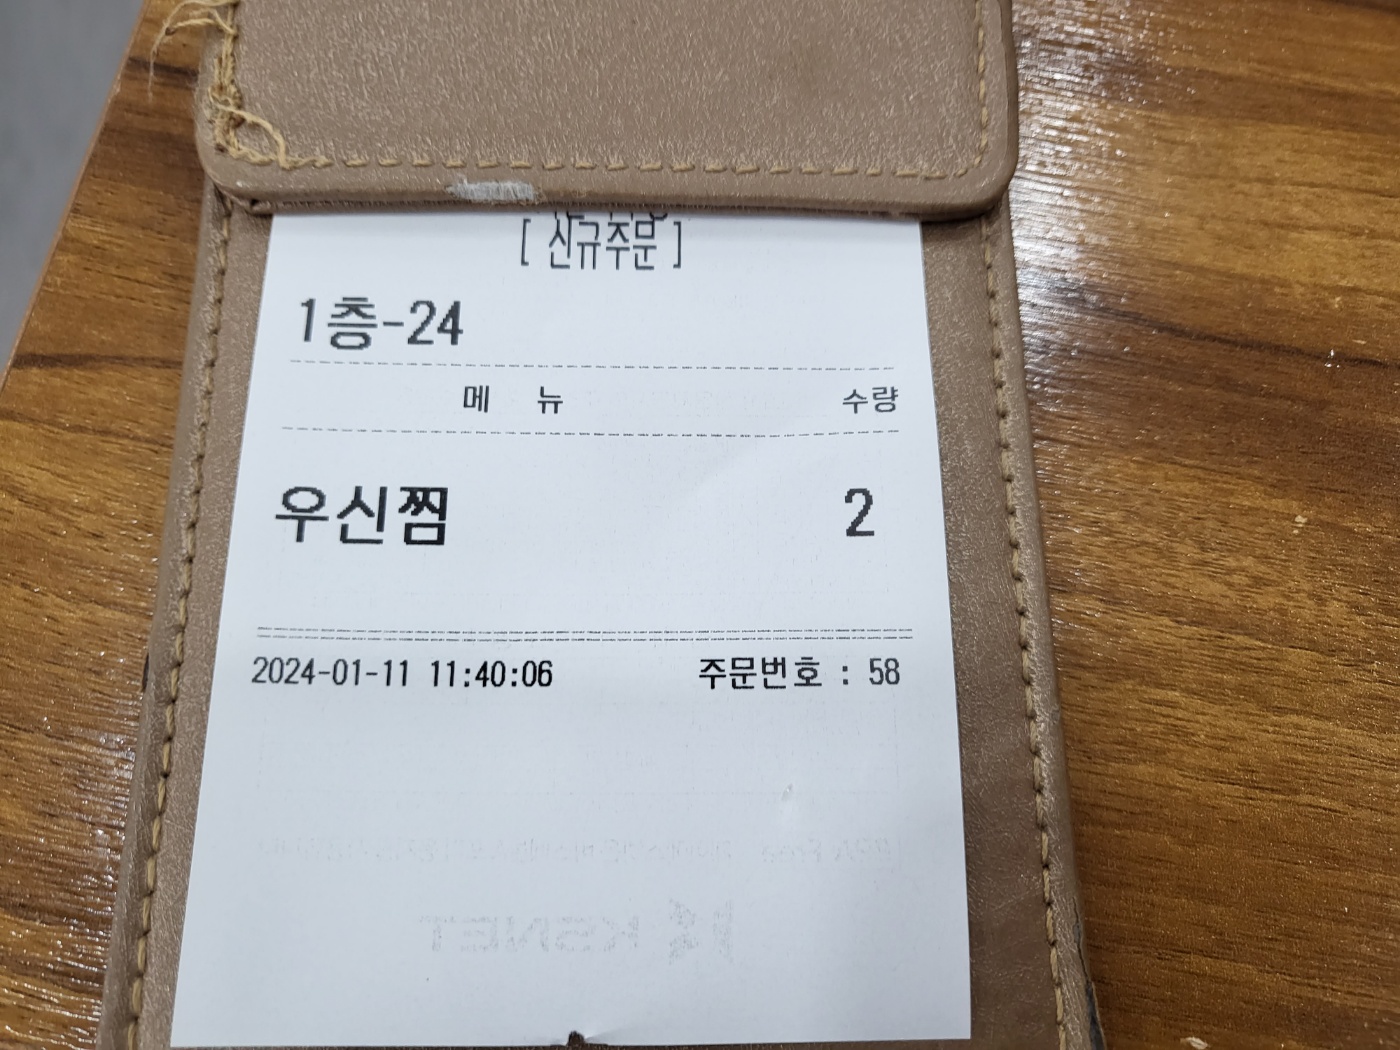 [ 신규주문 ]
1층-24
메 뉴 수량
우신찜 2
2024-01-11 11:40:06 주문번호 : 58
KSNET